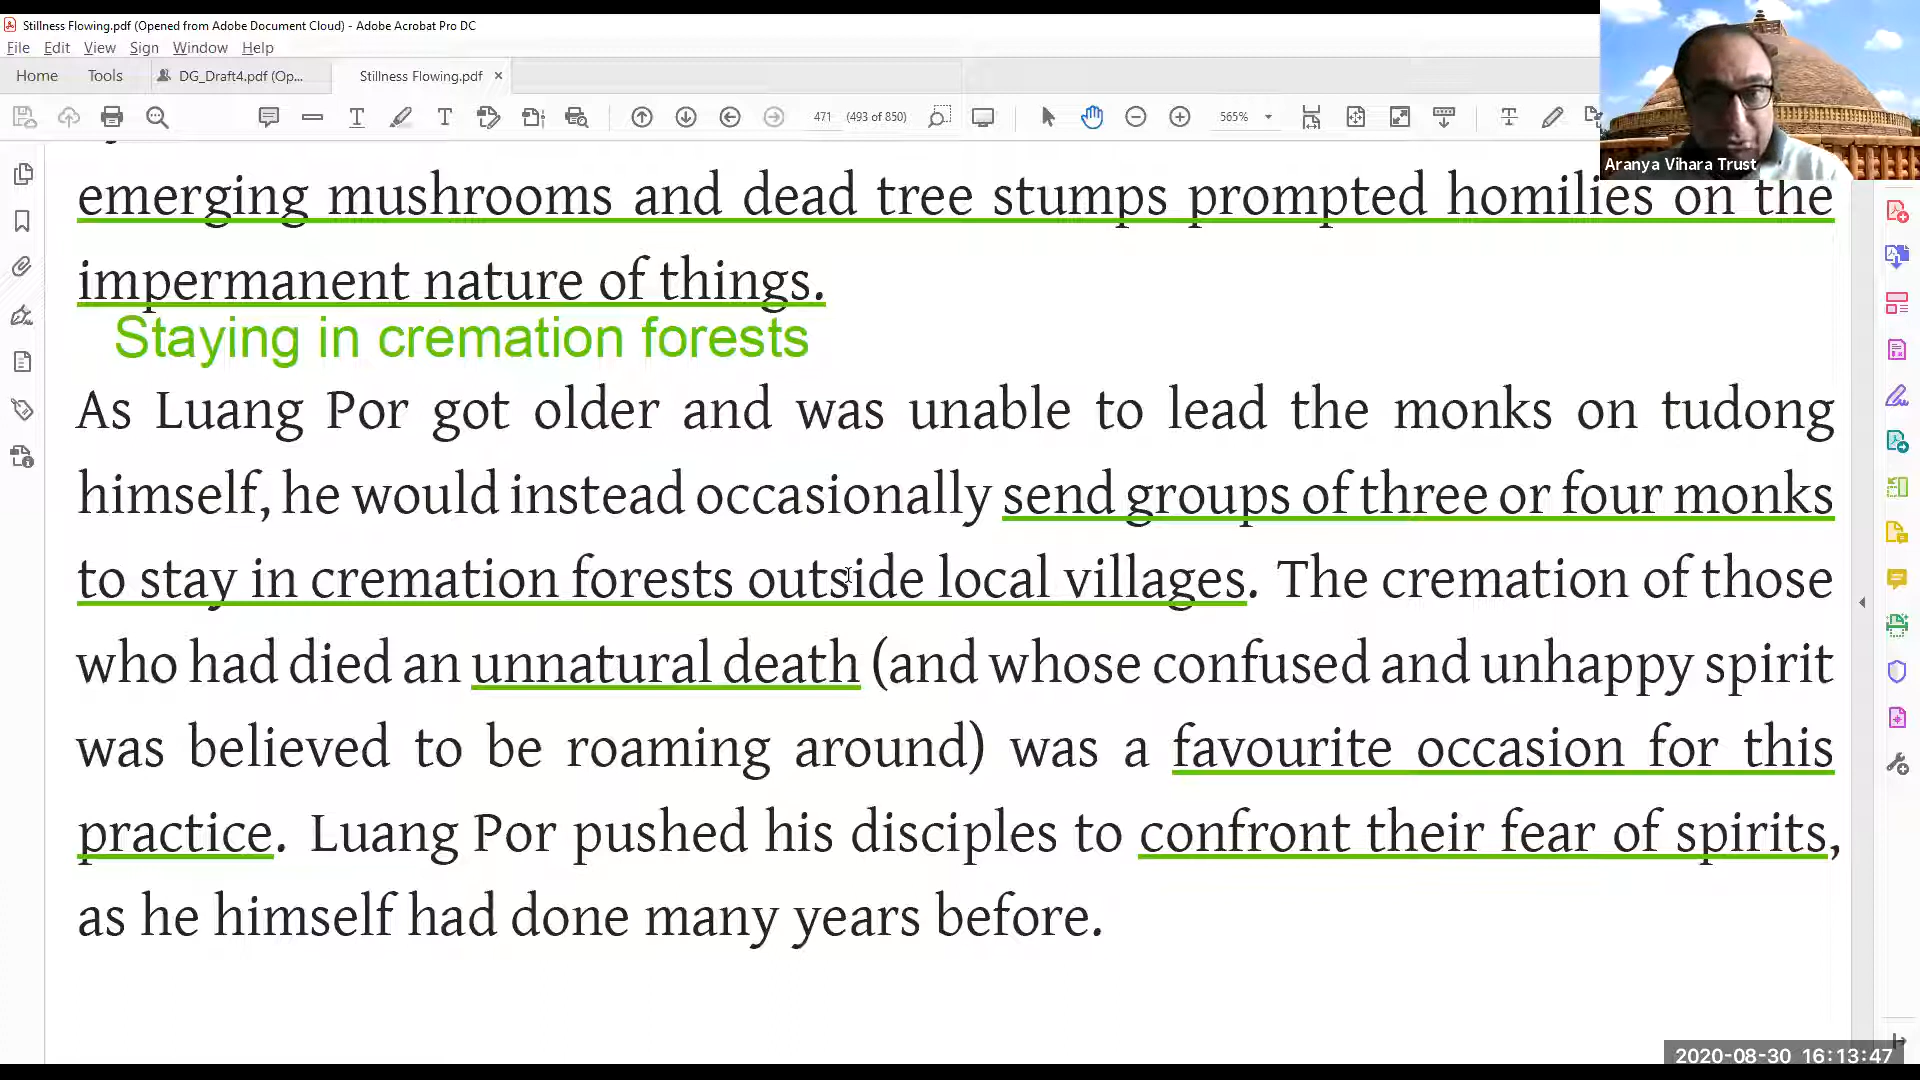 Stillness Flowing.pdf (Opened from Adobe Document Cloud) - Adobe Acrobat Pro DC
File Edit View Sign Window Help
Home Tools DG_Draft4.pdf (Op... Stillness Flowing.pdf ×
471 (493 of 850) 565%
Aranya Vihara Trust
emerging mushrooms and dead tree stumps prompted homilies on the
impermanent nature of things.
Staying in cremation forests
As Luang Por got older and was unable to lead the monks on tudong
himself, he would instead occasionally send groups of three or four monks
to stay in cremation forests outside local villages. The cremation of those
who had died an unnatural death (and whose confused and unhappy spirit
was believed to be roaming around) was a favourite occasion for this
practice. Luang Por pushed his disciples to confront their fear of spirits,
as he himself had done many years before.
2020-08-30 16:13:47